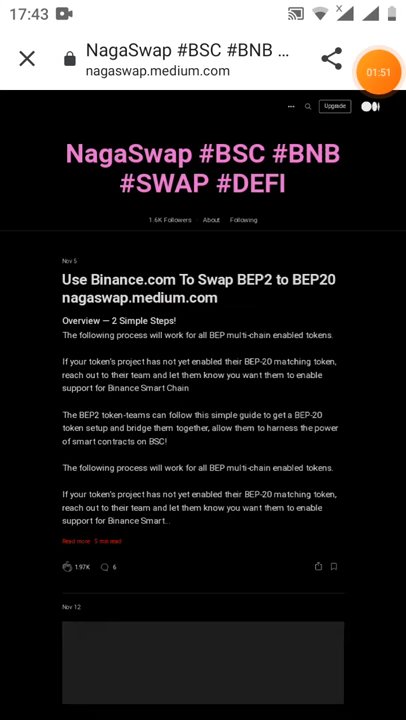 17:43
NagaSwap #BSC #BNB ...
nagaswap.medium.com
01:51
Upgrade
NagaSwap #BSC #BNB
#SWAP #DEFI
1.6K Followers · About Following
Nov 5
Use Binance.com To Swap BEP2 to BEP20
nagaswap.medium.com
Overview — 2 Simple Steps!
The following process will work for all BEP multi-chain enabled tokens.
If your token's project has not yet enabled their BEP-20 matching token,
reach out to their team and let them know you want them to enable
support for Binance Smart Chain
The BEP2 token-teams can follow this simple guide to get a BEP-20
token setup and bridge them together, allow them to harness the power
of smart contracts on BSC!
The following process will work for all BEP multi-chain enabled tokens.
If your token's project has not yet enabled their BEP-20 matching token,
reach out to their team and let them know you want them to enable
support for Binance Smart...
Read more · 5 min read
1.97K 6
Nov 12